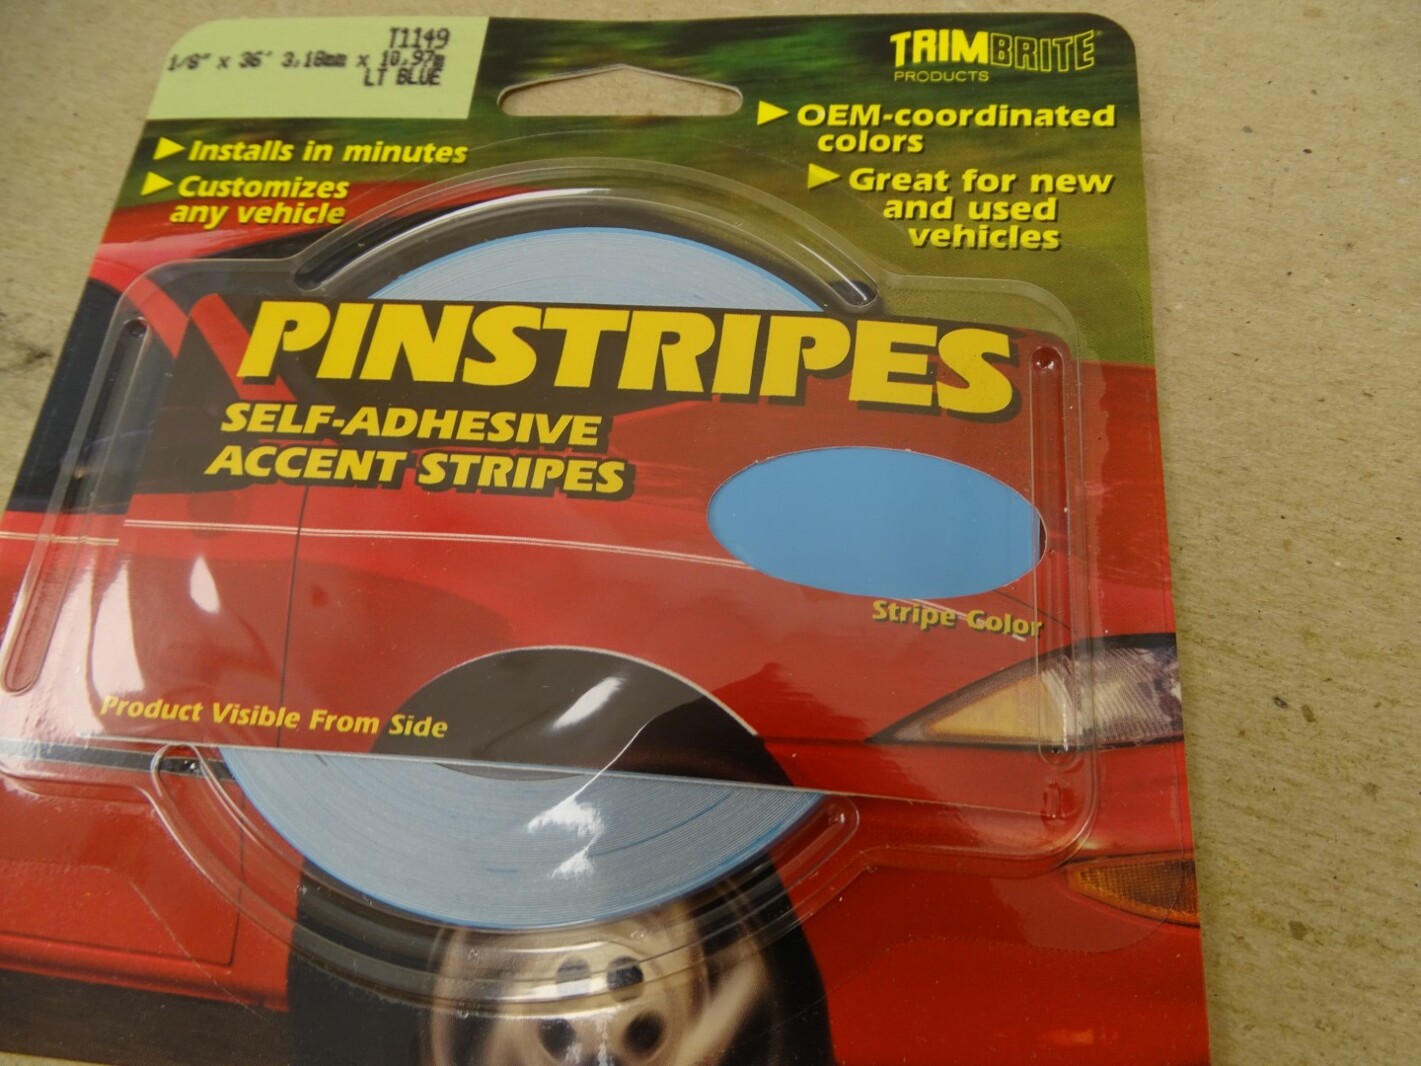 T1149
1/8" x 36' 3.18mm x 10.97m
LT BLUE
TRIMBRITE
PRODUCTS
Installs in minutes
Customizes
any vehicle
OEM-coordinated
colors
Great for new
and used
vehicles
PINSTRIPES
SELF-ADHESIVE
ACCENT STRIPES
Stripe Color
Product Visible From Side